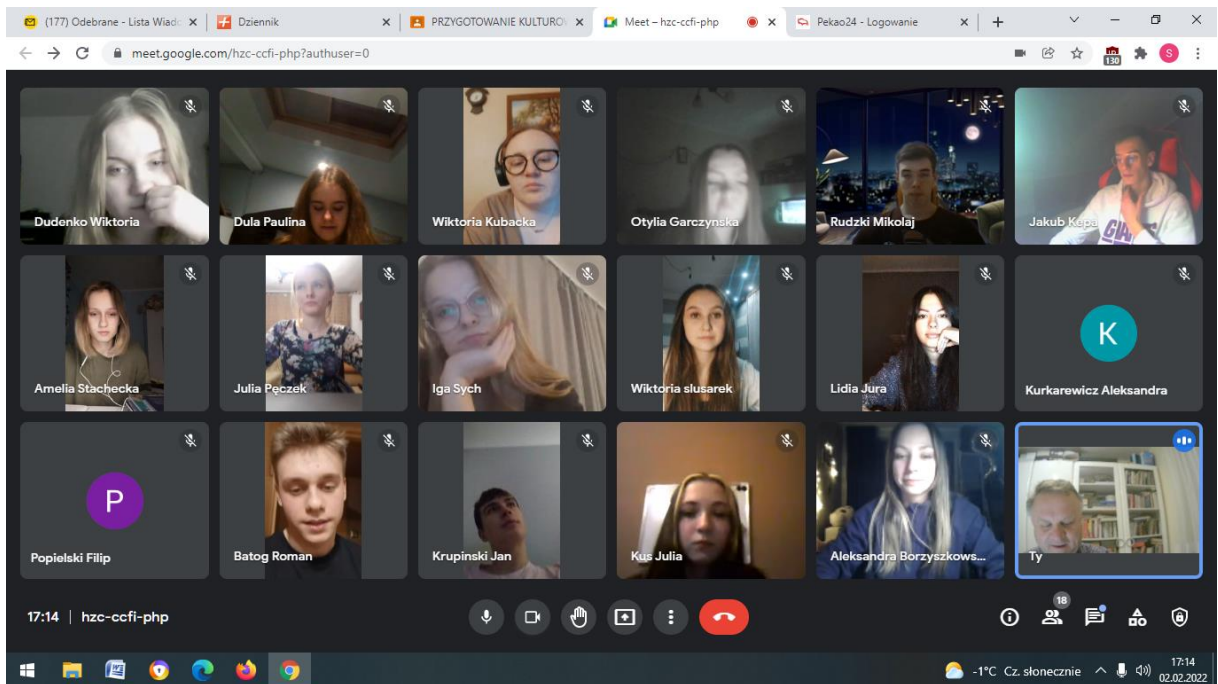 (177) Odebrane - Lista Wiado
Dziennik
PRZYGOTOWANIE KULTUROW
Meet – hzc-ccfi-php
Pekao24 - Logowanie
meet.google.com/hzc-ccfi-php?authuser=0
130
S
Dudenko Wiktoria
Dula Paulina
Wiktoria Kubacka
Otylia Garczynska
Rudzki Mikolaj
Jakub Kępa
Amelia Stachecka
Julia Pęczek
Iga Sych
Wiktoria slusarek
Lidia Jura
K
Kurkarewicz Aleksandra
P
Popielski Filip
Batog Roman
Krupinski Jan
Kus Julia
Aleksandra Borzyszkows...
Ty
17:14 | hzc-ccfi-php
18
-1°C Cz. słonecznie
17:14
02.02.2022